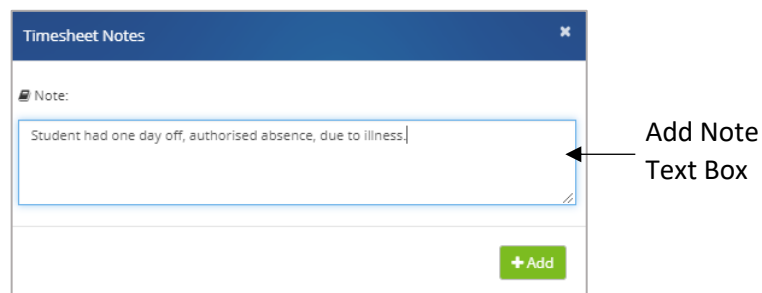 Timesheet Notes
Note:
Student had one day off, authorised absence, due to illness.
Add Note
Text Box
Add